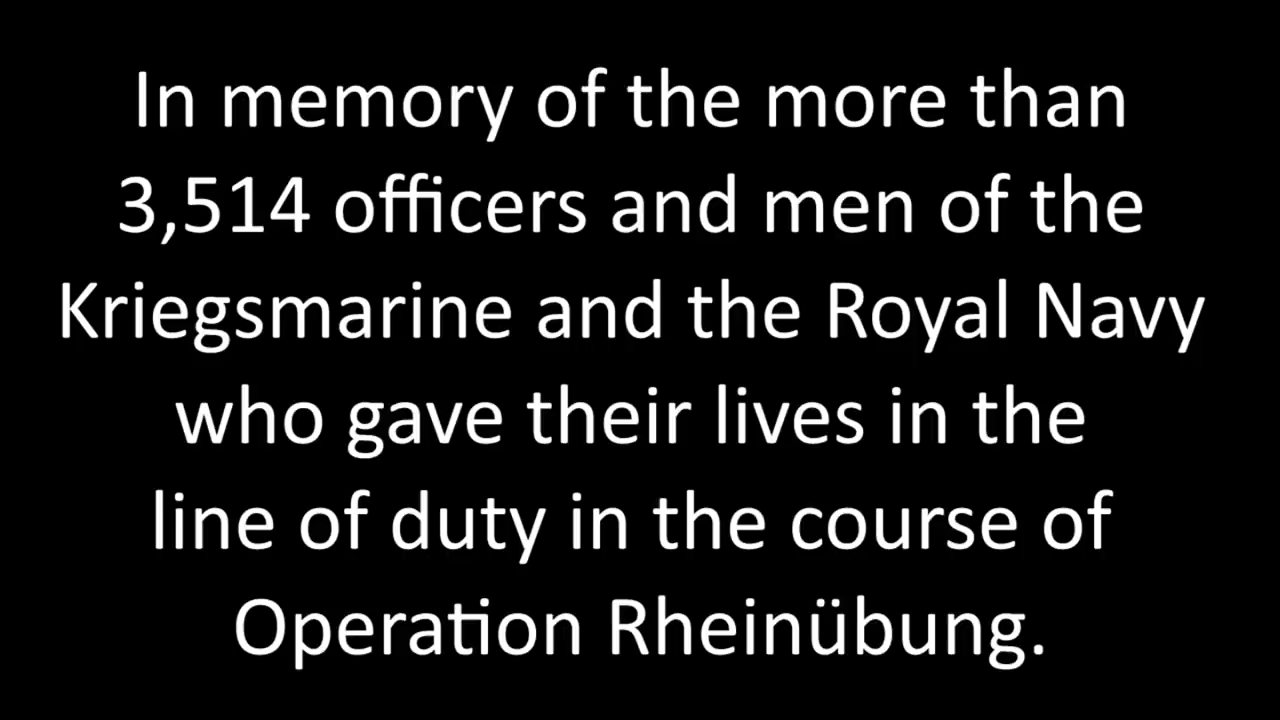 In memory of the more than
3,514 officers and men of the
Kriegsmarine and the Royal Navy
who gave their lives in the
line of duty in the course of
Operation Rheinübung.